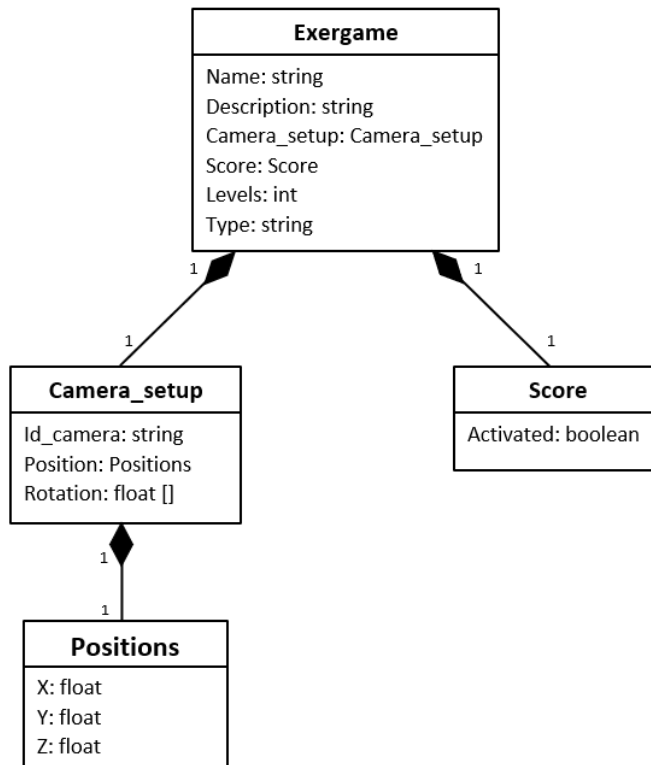 Exergame
Name: string
Description: string
Camera_setup: Camera_setup
Score: Score
Levels: int
Type: string
1
1
1
1
Camera_setup
Id_camera: string
Position: Positions
Rotation: float []
Score
Activated: boolean
1
1
Positions
X: float
Y: float
Z: float